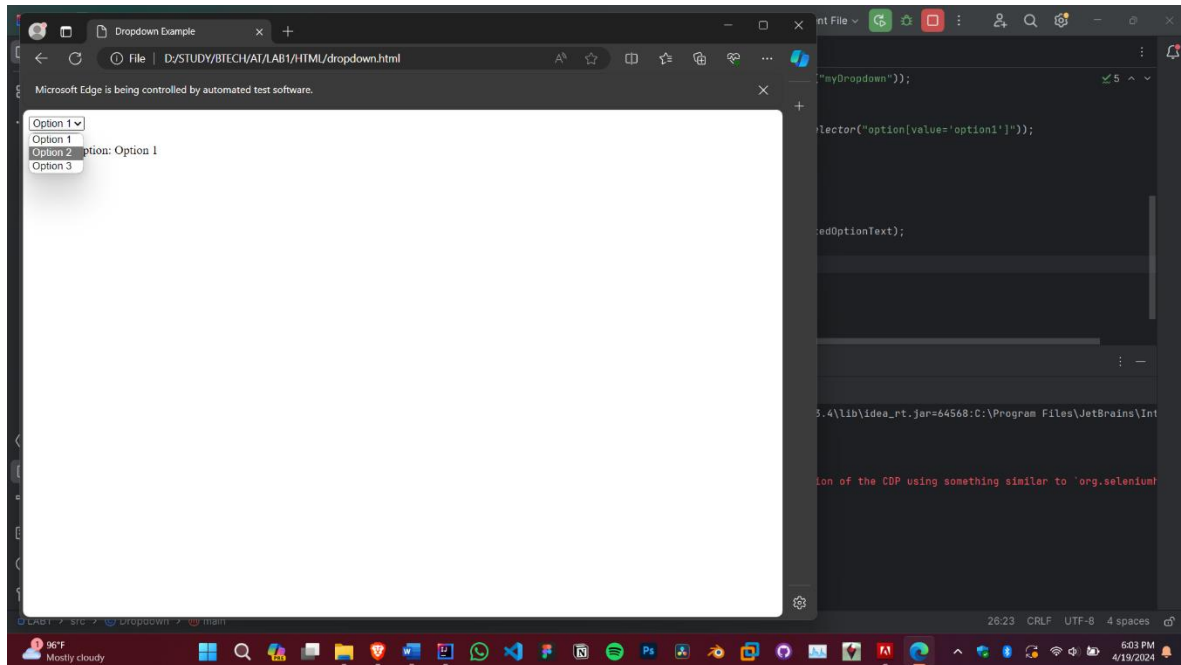 Dropdown Example
nt File
File | D:/STUDY/BTECH/AT/LAB1/HTML/dropdown.html
Microsoft Edge is being controlled by automated test software.
("myDropdown"));
5
Option 1
lector("option[value='option1']"));
Option 1
Option 2 ption: Option 1
Option 3
edOptionText);
3.4\lib\idea_rt.jar=64568:C:\Program Files\JetBrains\Int
ion of the CDP using something similar to `org.seleniumh
LAB1 > src > Dropdown > main
26:23 CRLF UTF-8 4 spaces
1
96°F
Mostly cloudy
6:03 PM
4/19/2024